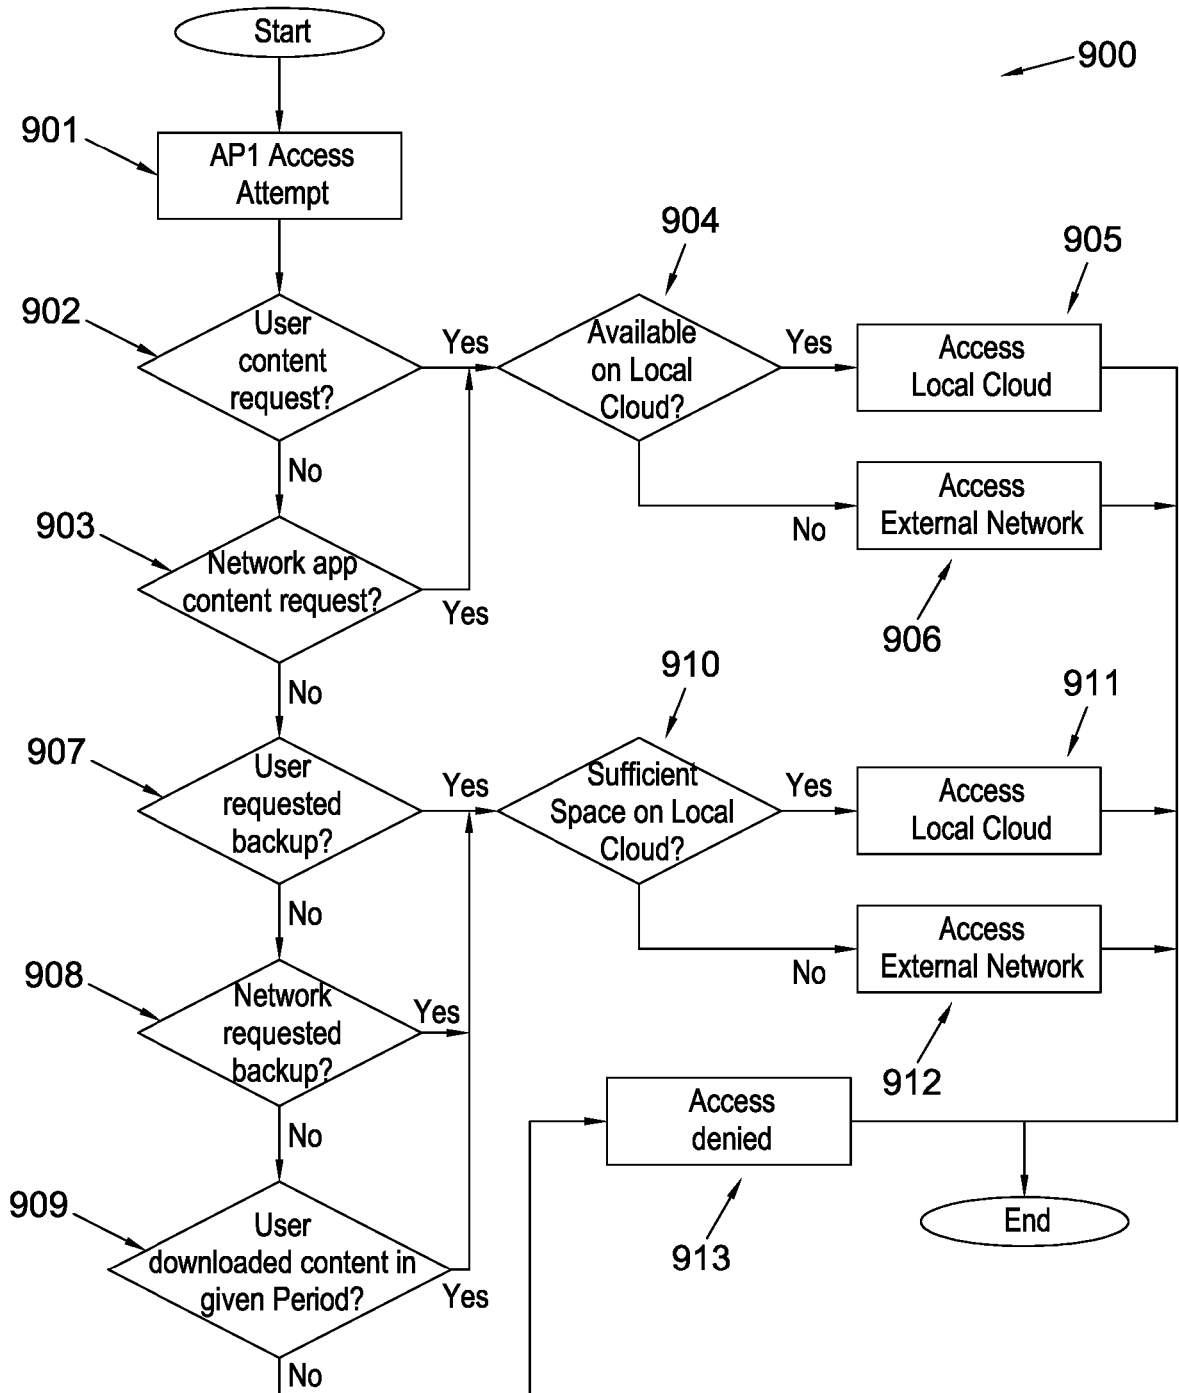 Start
900
901
AP1 Access
Attempt
904
905
902
User
content
request?
Yes
Available
on Local
Cloud?
Yes
Access
Local Cloud
No
903
Network app
content request?
Yes
No
Access
External Network
906
No
910
911
907
User
requested
backup?
Yes
Sufficient
Space on Local
Cloud?
Yes
Access
Local Cloud
No
908
Network
requested
backup?
Yes
No
Access
External Network
912
No
Access
denied
913
909
User
downloaded content in
given Period?
Yes
End
No